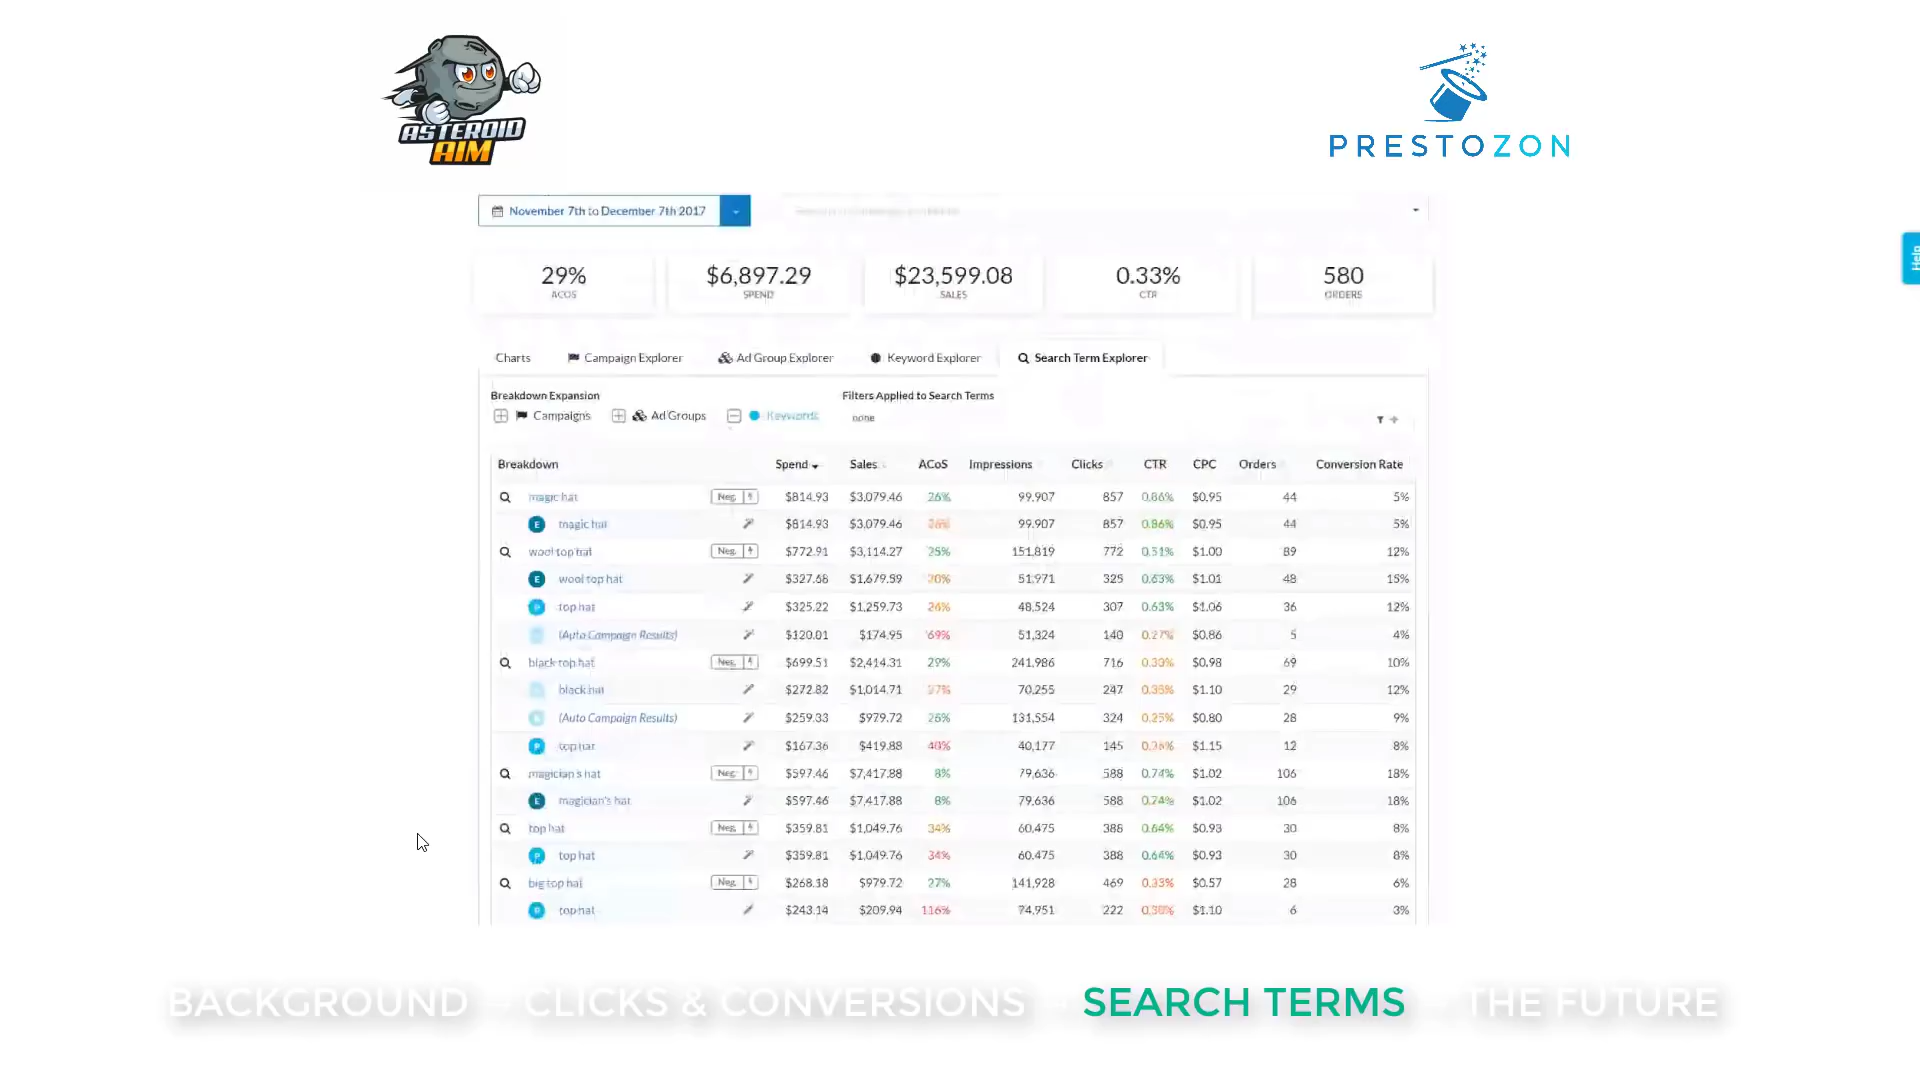 ASTEROID
AIM
PRESTOZON
November 7th to December 7th 2017
Help
29% $6,897.29 $23,599.08 0.33% 580
ACOS SPEND SALES CTR ORDERS
Charts Campaign Explorer Ad Group Explorer Keyword Explorer Search Term Explorer
Breakdown Expansion Filters Applied to Search Terms
Campaigns Ad Groups Keywords none
Breakdown Spend Sales ACoS Impressions Clicks CTR CPC Orders Conversion Rate
magic hat Neg. $814.93 $3,079.46 26% 99,907 857 0.86% $0.95 44 5%
E magic hat $814.93 $3,079.46 26% 99,907 857 0.86% $0.95 44 5%
wool top hat Neg. $772.91 $3,114.27 25% 151,819 772 0.51% $1.00 89 12%
E wool top hat $327.68 $1,679.59 20% 51,971 325 0.63% $1.01 48 15%
P top hat $325.22 $1,259.73 26% 48,524 307 0.63% $1.06 36 12%
(Auto Campaign Results) $120.01 $174.95 69% 51,324 140 0.27% $0.86 5 4%
black top hat Neg. $699.51 $2,414.31 29% 241,986 716 0.30% $0.98 69 10%
black hat $272.82 $1,014.71 27% 70,255 247 0.35% $1.10 29 12%
(Auto Campaign Results) $259.33 $979.72 26% 131,554 324 0.25% $0.80 28 9%
P top hat $167.36 $419.88 40% 40,177 145 0.36% $1.15 12 8%
magician's hat Neg. $597.46 $7,417.88 8% 79,636 588 0.74% $1.02 106 18%
E magician's hat $597.46 $7,417.88 8% 79,636 588 0.74% $1.02 106 18%
top hat Neg. $359.81 $1,049.76 34% 60,475 388 0.64% $0.93 30 8%
P top hat $359.81 $1,049.76 34% 60,475 388 0.64% $0.93 30 8%
big top hat Neg. $268.18 $979.72 27% 141,928 469 0.33% $0.57 28 6%
top hat $243.14 $209.94 116% 74,951 222 0.30% $1.10 6 3%
BACKGROUND – CLICKS & CONVERSIONS – SEARCH TERMS – THE FUTURE